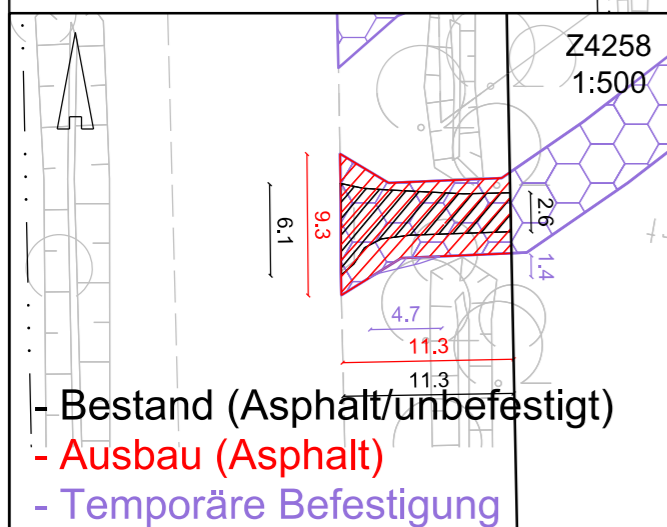 Z4258
1:500
6.1
9.3
2.6
1.4
4.7
11.3
11.3
- Bestand (Asphalt/unbefestigt)
- Ausbau (Asphalt)
- Temporäre Befestigung